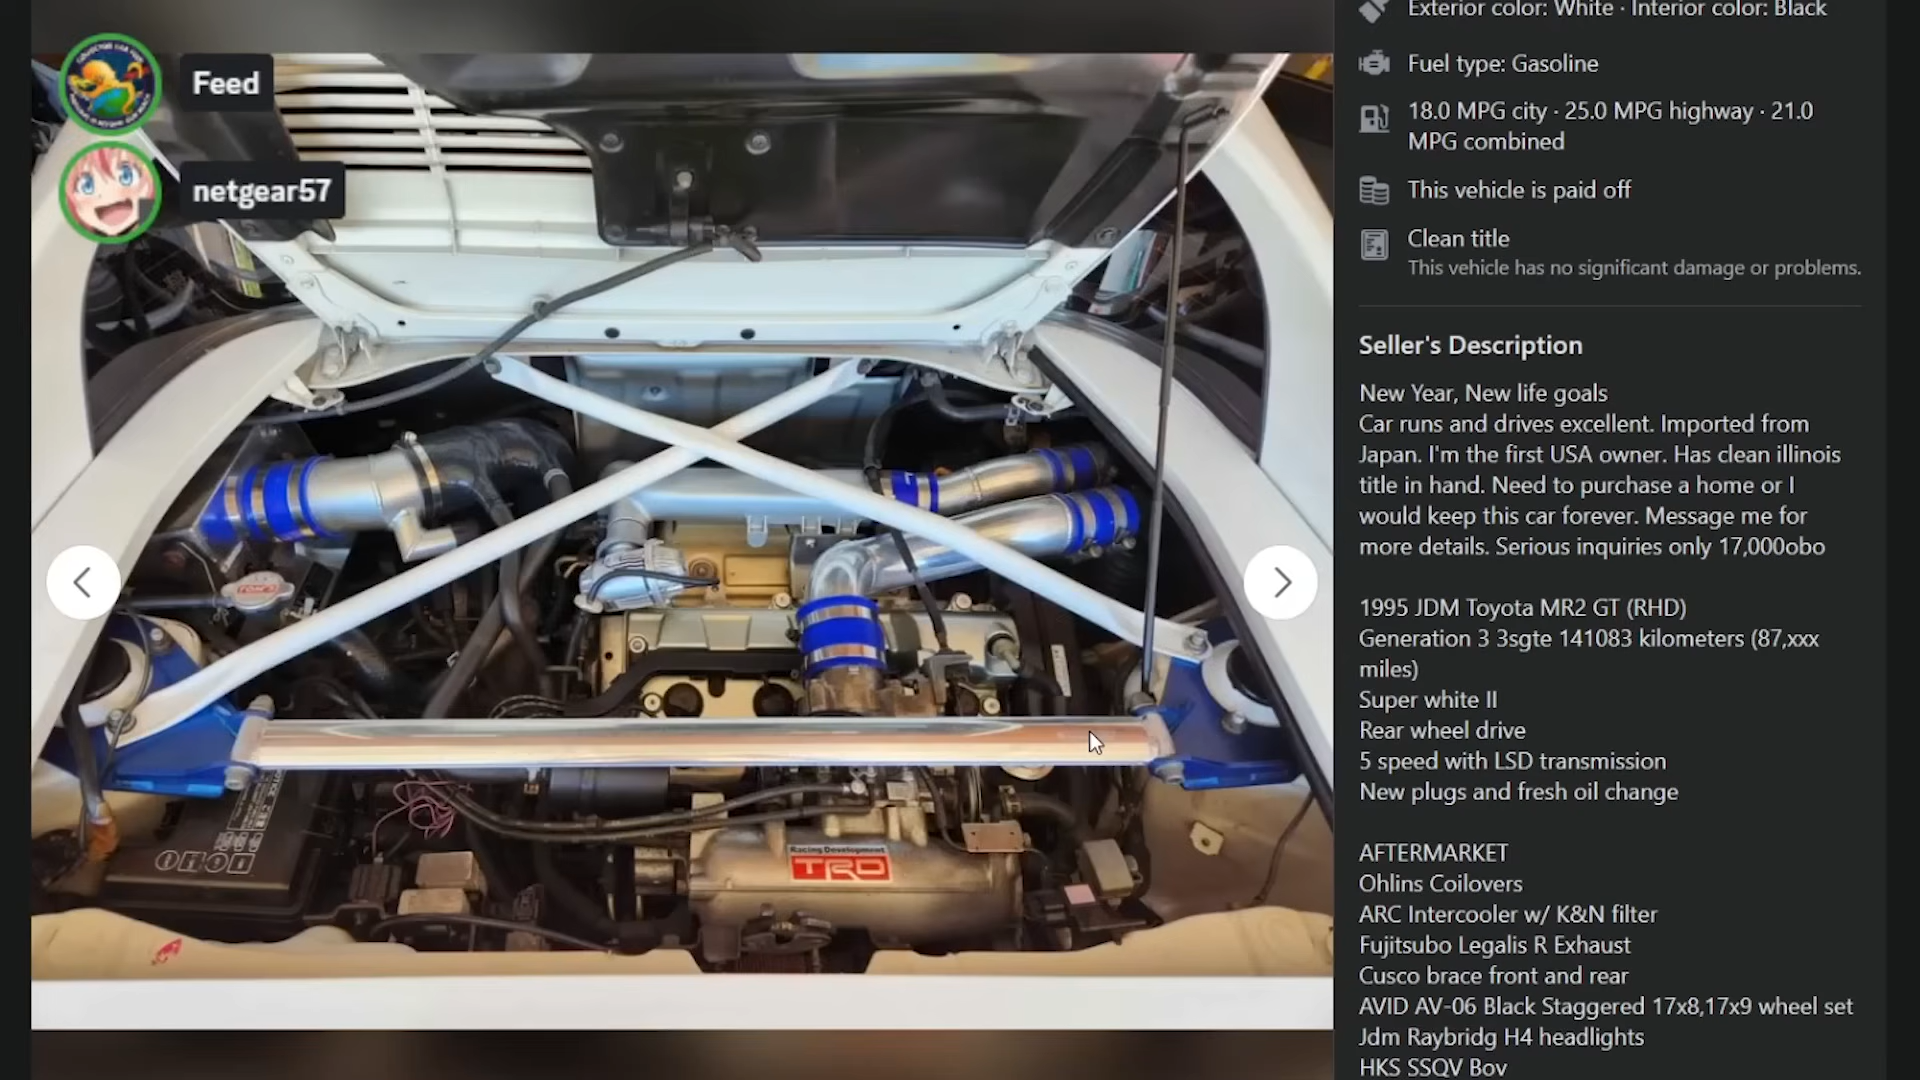 Feed
netgear57
TOM'S
Racing Development
TRD
Exterior color: White · Interior color: Black
Fuel type: Gasoline
18.0 MPG city · 25.0 MPG highway · 21.0
MPG combined
This vehicle is paid off
Clean title
This vehicle has no significant damage or problems.
Seller's Description
New Year, New life goals
Car runs and drives excellent. Imported from
Japan. I'm the first USA owner. Has clean illinois
title in hand. Need to purchase a home or I
would keep this car forever. Message me for
more details. Serious inquiries only 17,000obo
1995 JDM Toyota MR2 GT (RHD)
Generation 3 3sgte 141083 kilometers (87,xxx
miles)
Super white II
Rear wheel drive
5 speed with LSD transmission
New plugs and fresh oil change
AFTERMARKET
Ohlins Coilovers
ARC Intercooler w/ K&N filter
Fujitsubo Legalis R Exhaust
Cusco brace front and rear
AVID AV-06 Black Staggered 17x8,17x9 wheel set
Jdm Raybridg H4 headlights
HKS SSQV Bov